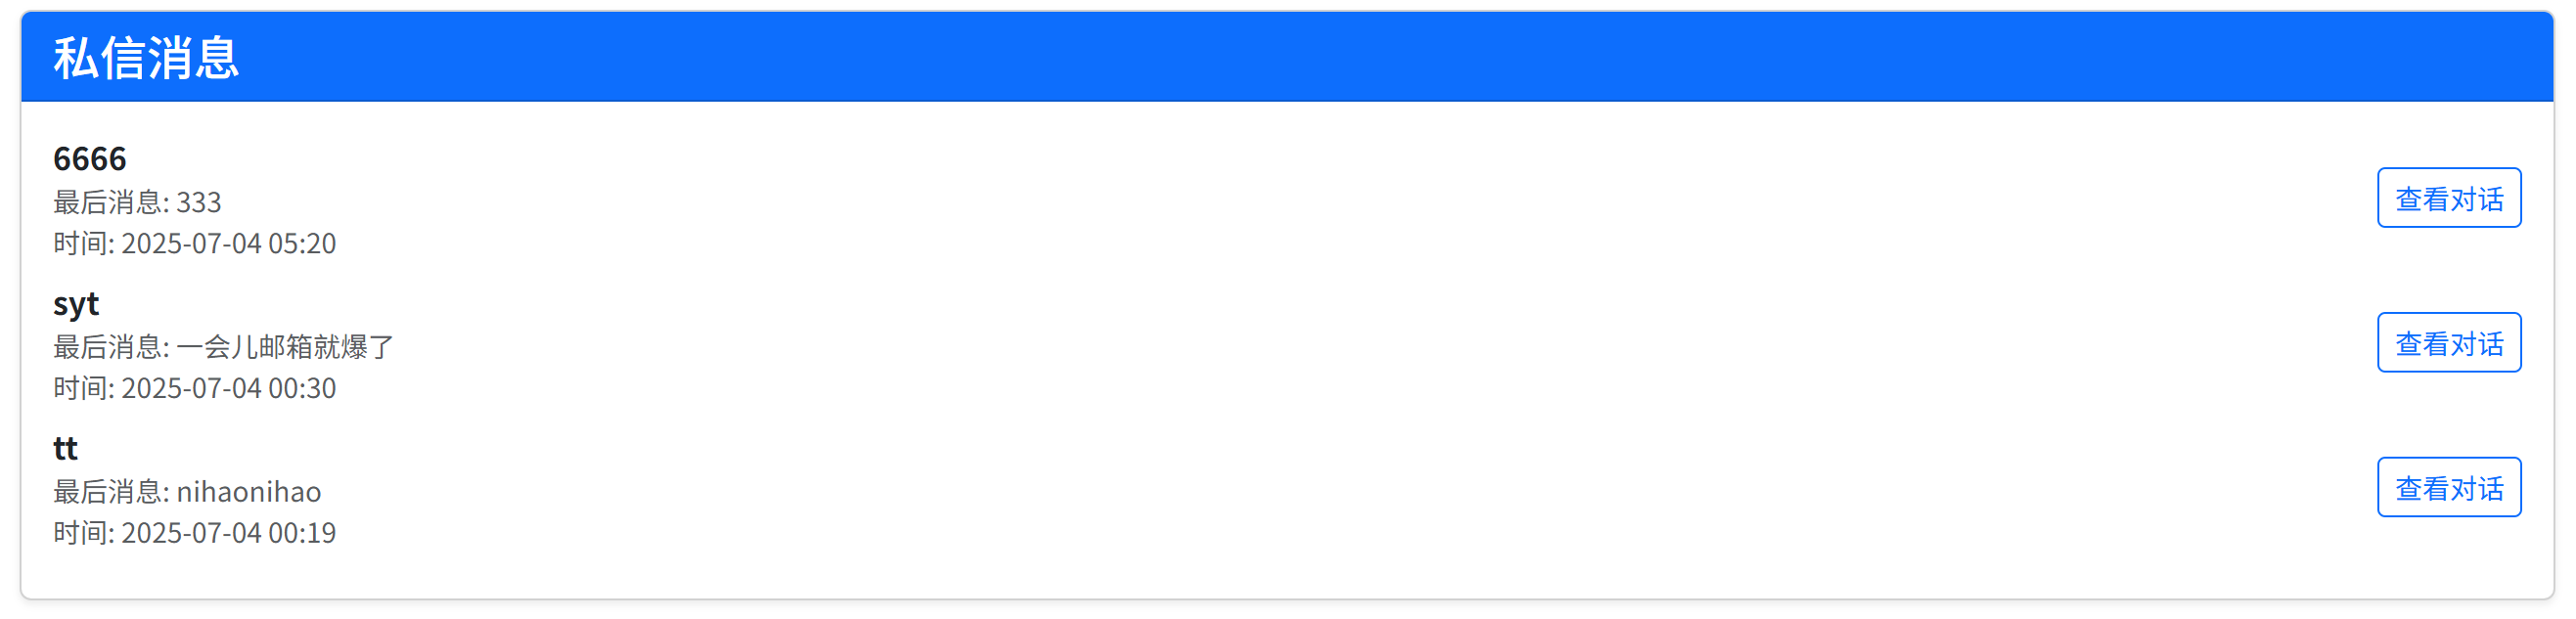 私信消息
6666
最后消息: 333
时间: 2025-07-04 05:20
查看对话
syt
最后消息: 一会儿邮箱就爆了
时间: 2025-07-04 00:30
查看对话
tt
最后消息: nihaonihao
时间: 2025-07-04 00:19
查看对话